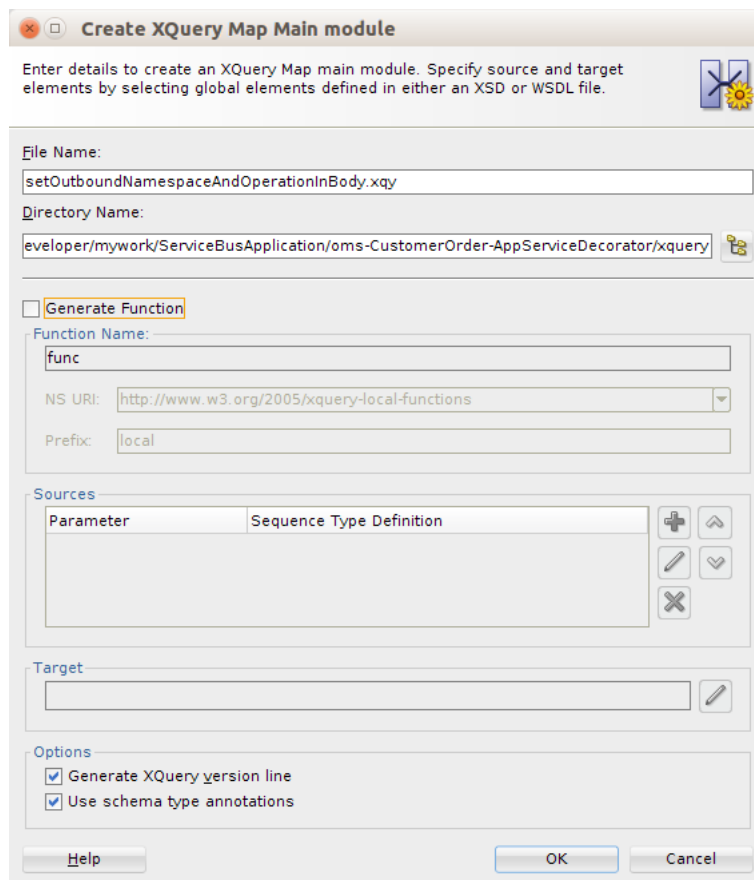 Create XQuery Map Main module
Enter details to create an XQuery Map main module. Specify source and target
elements by selecting global elements defined in either an XSD or WSDL file.
File Name:
setOutboundNamespaceAndOperationInBody.xqy
Directory Name:
eveloper/mywork/ServiceBusApplication/oms-CustomerOrder-AppServiceDecorator/xquery
Generate Function
Function Name:
func
NS URI: http://www.w3.org/2005/xquery-local-functions
Prefix: local
Sources
Parameter Sequence Type Definition
Target
Options
Generate XQuery version line
Use schema type annotations
Help OK Cancel